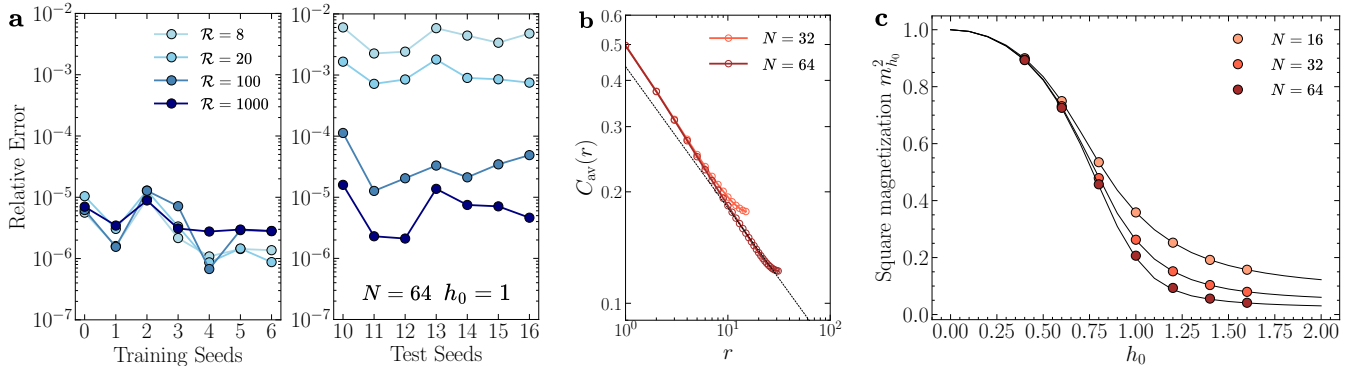 a
Relative Error
10⁻²
10⁻³
10⁻⁴
10⁻⁵
10⁻⁶
10⁻⁷
ℛ = 8
ℛ = 20
ℛ = 100
ℛ = 1000
0 1 2 3 4 5 6
Training Seeds
10⁻²
10⁻³
10⁻⁴
10⁻⁵
10⁻⁶
10⁻⁷
N = 64 h₀ = 1
10 11 12 13 14 15 16
Test Seeds
b
C_av(r)
0.6
0.5
0.3
0.2
0.1
N = 32
N = 64
10⁰ 10¹ 10²
r
c
Square magnetization m²_{h₀}
1.0
0.8
0.6
0.4
0.2
0.0
N = 16
N = 32
N = 64
0.00 0.25 0.50 0.75 1.00 1.25 1.50 1.75 2.00
h₀